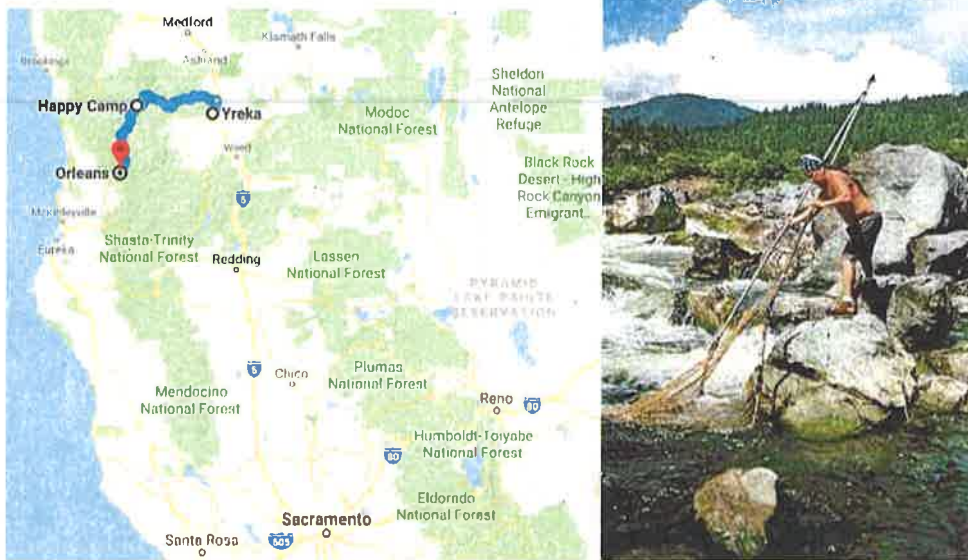 Medford
Klamath Falls
Ashland
Brookings
Sheldon
National
Antelope
Refuge
Happy Camp
Yreka
Modoc
National Forest
Weed
Black Rock
Desert - High
Rock Canyon
Emigrant...
Orleans
5
McKinleyville
Eureka
Shasta-Trinity
National Forest
Redding
Lassen
National Forest
PYRAMID
LAKE PAIUTE
RESERVATION
5
Chico
Plumas
National Forest
Mendocino
National Forest
Reno
80
Humboldt-Toiyabe
National Forest
80
Eldorado
National Forest
Sacramento
505
Santa Rosa